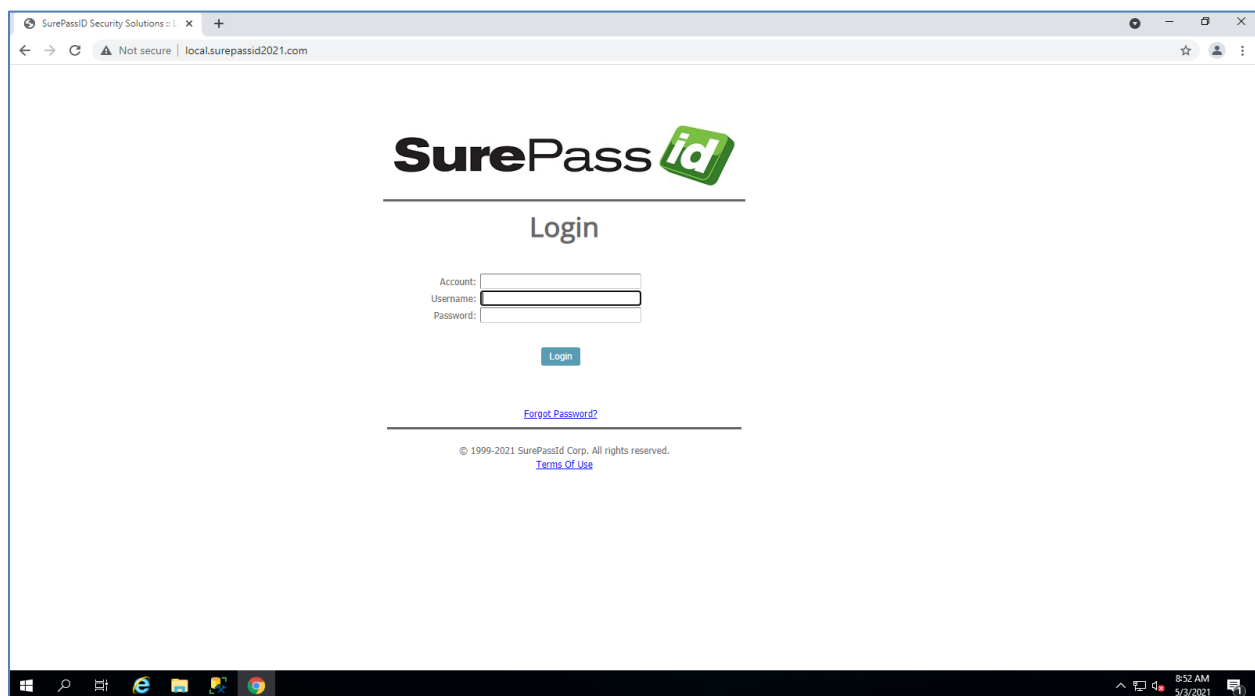 SurePassID Security Solutions :: L
Not secure | local.surepassid2021.com
SurePass id
Login
Account:
Username:
Password:
Login
Forgot Password?
© 1999-2021 SurePassId Corp. All rights reserved.
Terms Of Use
8:52 AM
5/3/2021
1